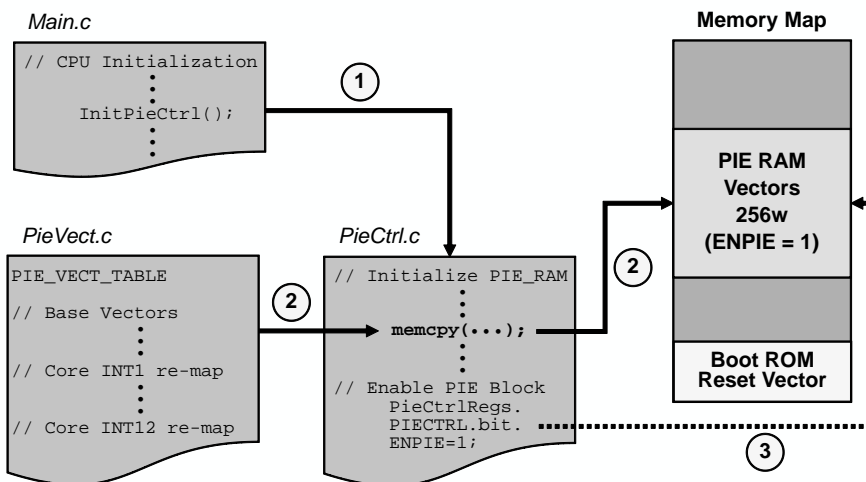 Main.c
// CPU Initialization
InitPieCtrl();
1
Memory Map
PIE RAM
Vectors
256w
(ENPIE = 1)
Boot ROM
Reset Vector
PieVect.c
PIE_VECT_TABLE
// Base Vectors
// Core INT1 re-map
// Core INT12 re-map
2
PieCtrl.c
// Initialize PIE_RAM
memcpy(•••);
// Enable PIE Block
PieCtrlRegs.
PIECTRL.bit.
ENPIE=1;
2
3